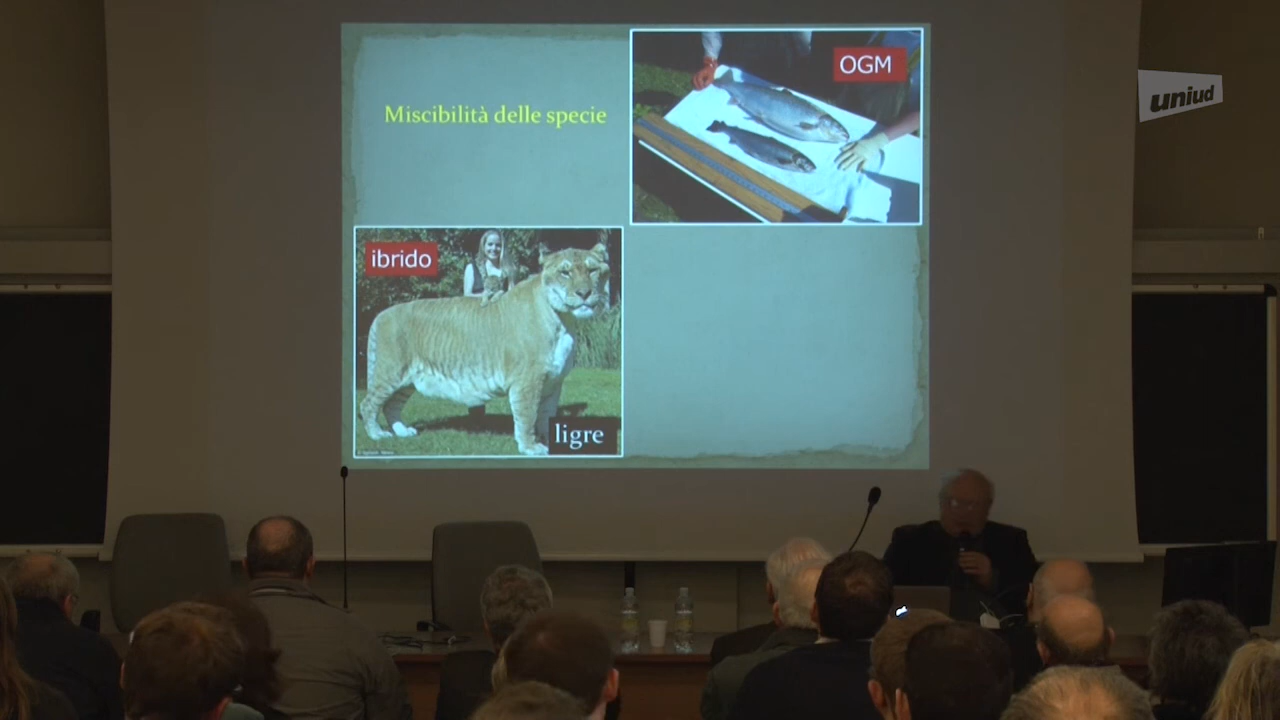 OGM
uniud
Miscibilità delle specie
ibrido
ligre